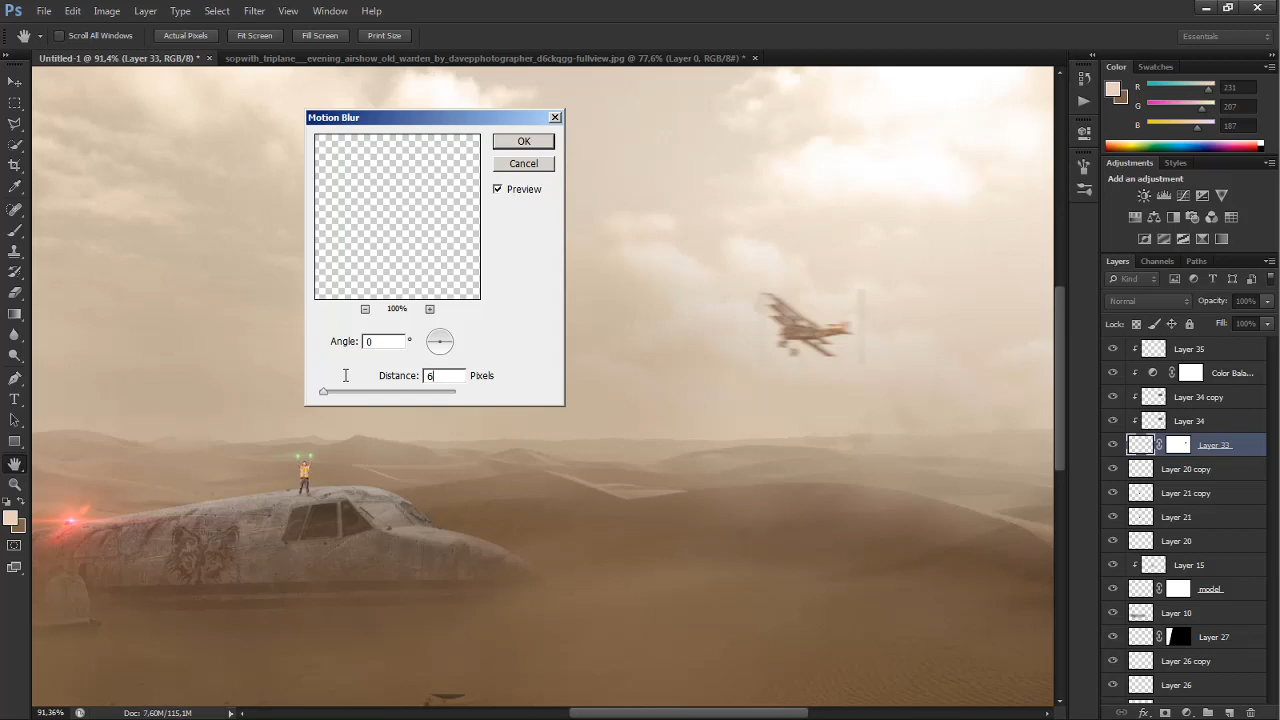 Ps File Edit Image Layer Type Select Filter View Window Help
Scroll All Windows Actual Pixels Fit Screen Fill Screen Print Size Essentials
Untitled-1 @ 91,4% (Layer 33, RGB/8) * × sopwith_triplane__evening_airshow_old_warden_by_davepphotographer_d6ckqgg-fullview.jpg @ 77,6% (Layer 0, RGB/8#) * ×
Color Swatches
R 231
G 207
B 187
Adjustments Styles
Add an adjustment
Layers Channels Paths
Kind
Normal Opacity: 100%
Lock: Fill: 100%
Layer 35
Color Bala...
Layer 34 copy
Layer 34
Layer 33
Layer 20 copy
Layer 21 copy
Layer 21
Layer 20
Layer 15
model
Layer 10
Layer 27
Layer 26 copy
Layer 26
Motion Blur
OK
Cancel
Preview
100%
Angle: 0 °
Distance: 6 Pixels
91,36% Doc: 7,60M/115,1M